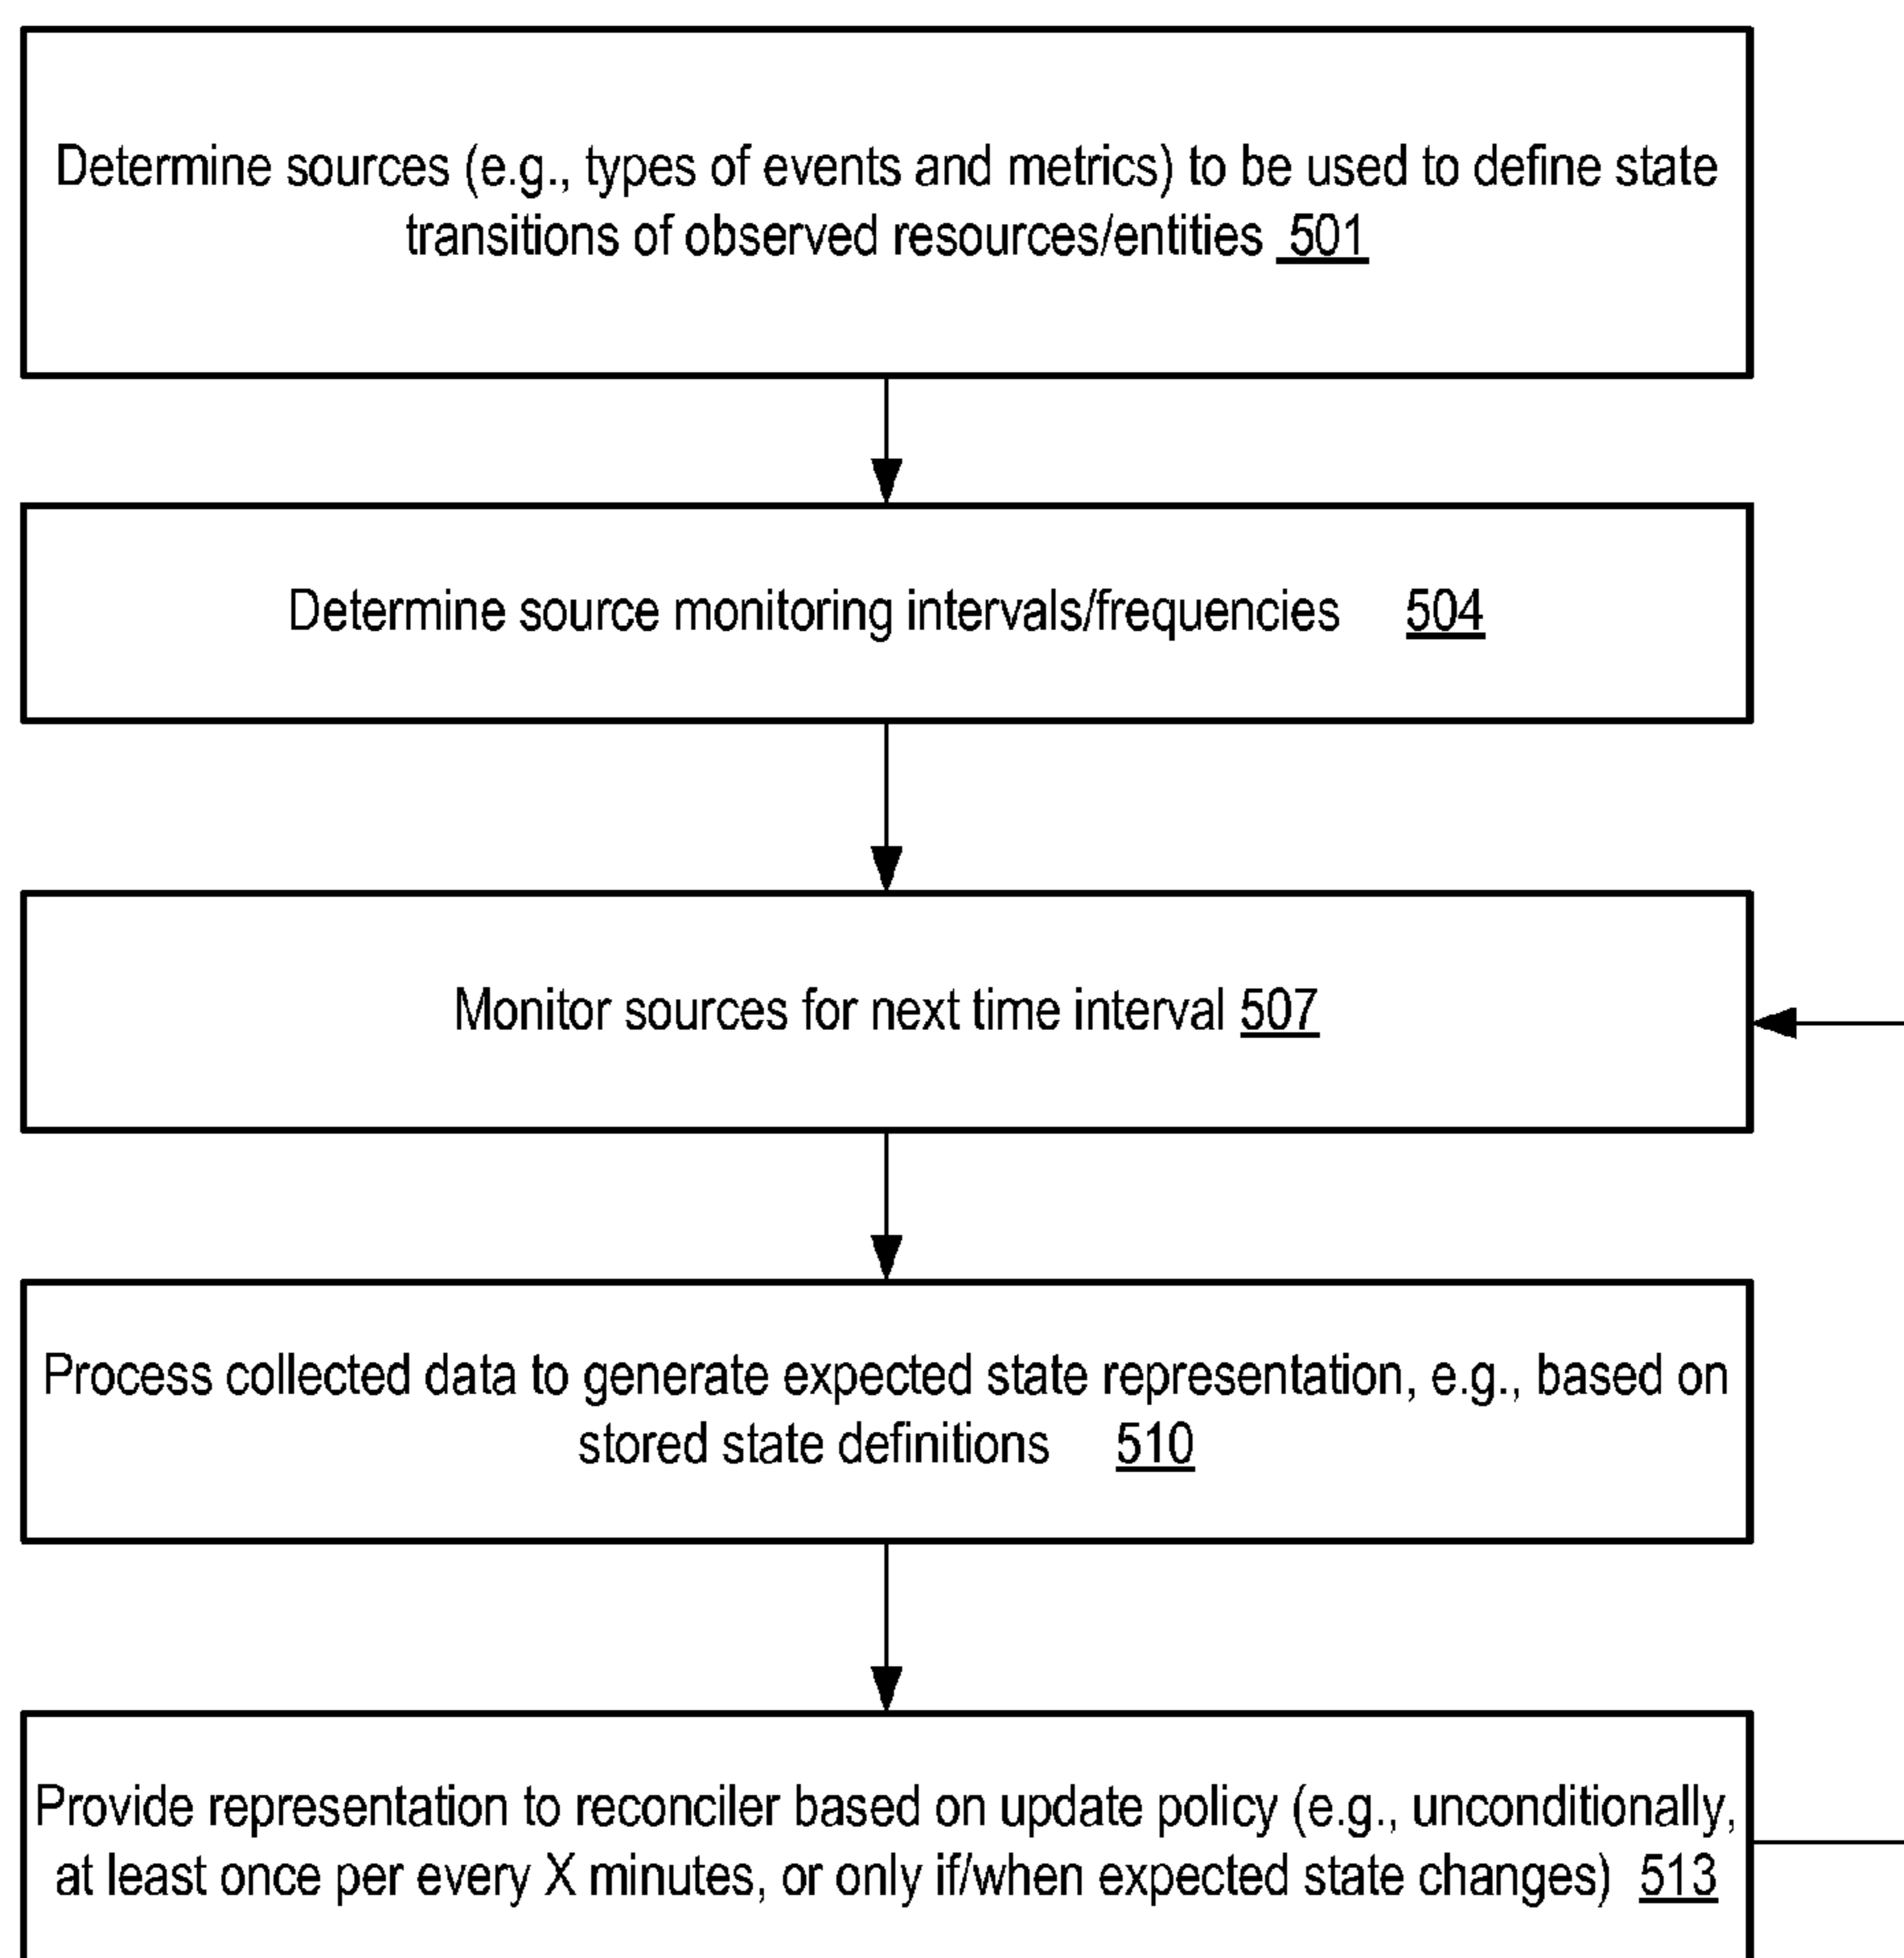 Determine sources (e.g., types of events and metrics) to be used to define state
transitions of observed resources/entities 501
Determine source monitoring intervals/frequencies 504
Monitor sources for next time interval 507
Process collected data to generate expected state representation, e.g., based on
stored state definitions 510
Provide representation to reconciler based on update policy (e.g., unconditionally,
at least once per every X minutes, or only if/when expected state changes) 513